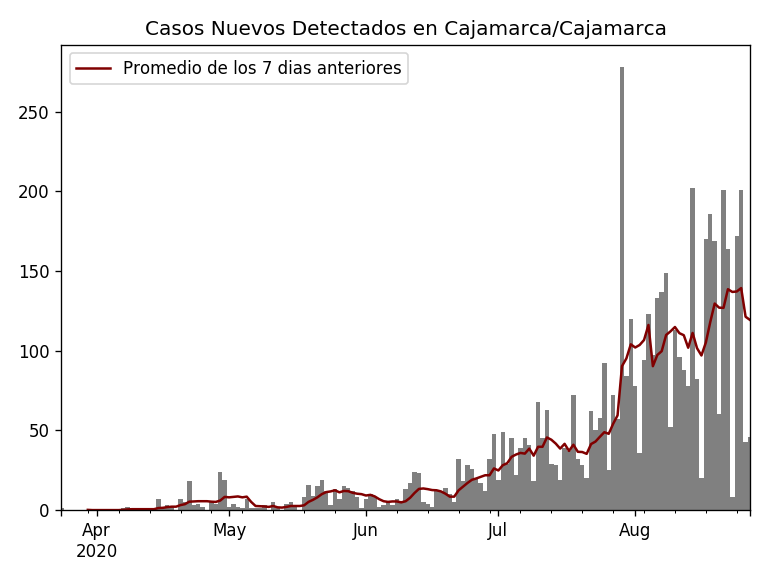 Casos Nuevos Detectados en Cajamarca/Cajamarca
Promedio de los 7 dias anteriores
250
200
150
100
50
0
Apr
2020
May
Jun
Jul
Aug